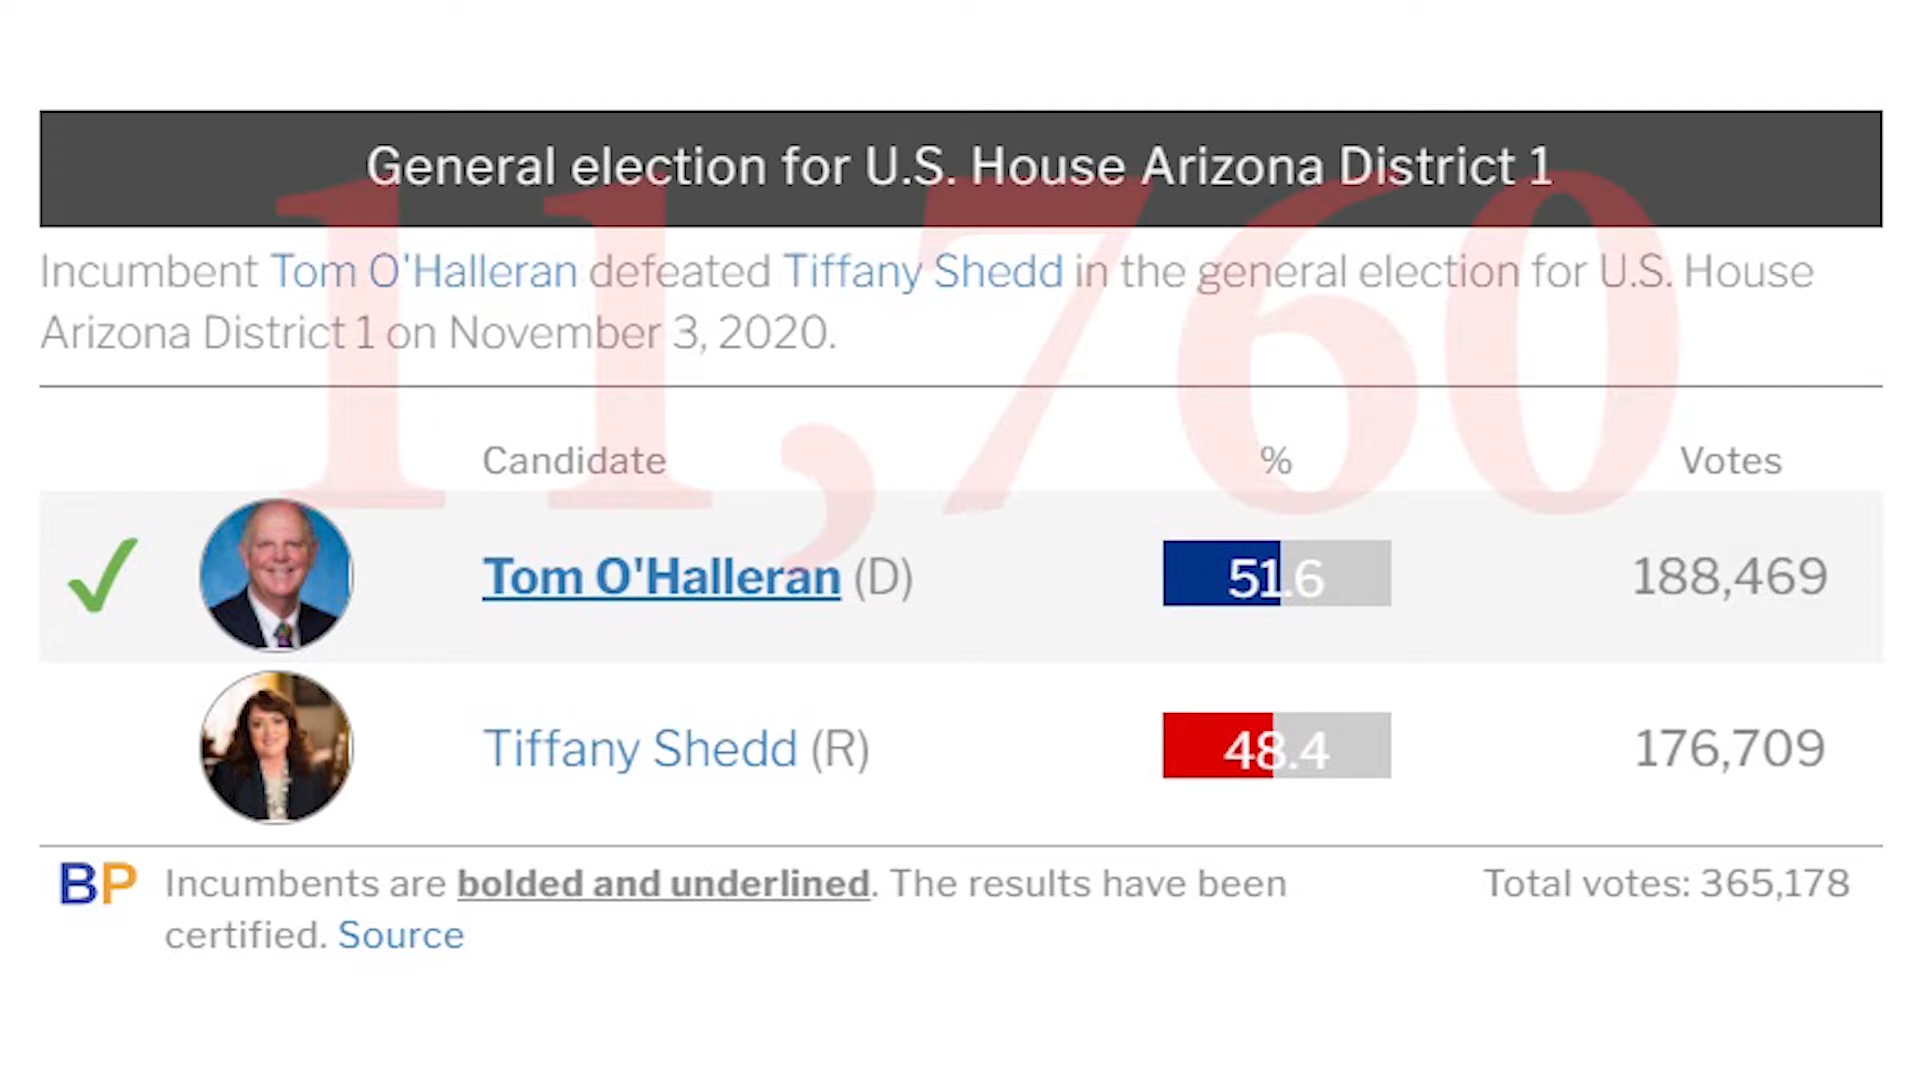 General election for U.S. House Arizona District 1
11,760
Incumbent Tom O'Halleran defeated Tiffany Shedd in the general election for U.S. House
Arizona District 1 on November 3, 2020.
Candidate % Votes
Tom O'Halleran (D) 51.6 188,469
Tiffany Shedd (R) 48.4 176,709
BP Incumbents are bolded and underlined. The results have been Total votes: 365,178
certified. Source